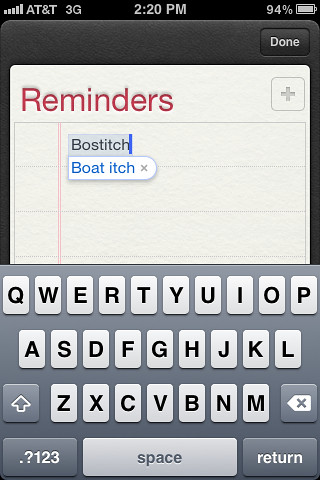 AT&T 3G 2:20 PM 94%
Done
Reminders
Bostitch
Boat itch ×
Q W E R T Y U I O P
A S D F G H J K L
Z X C V B N M
.?123 space return